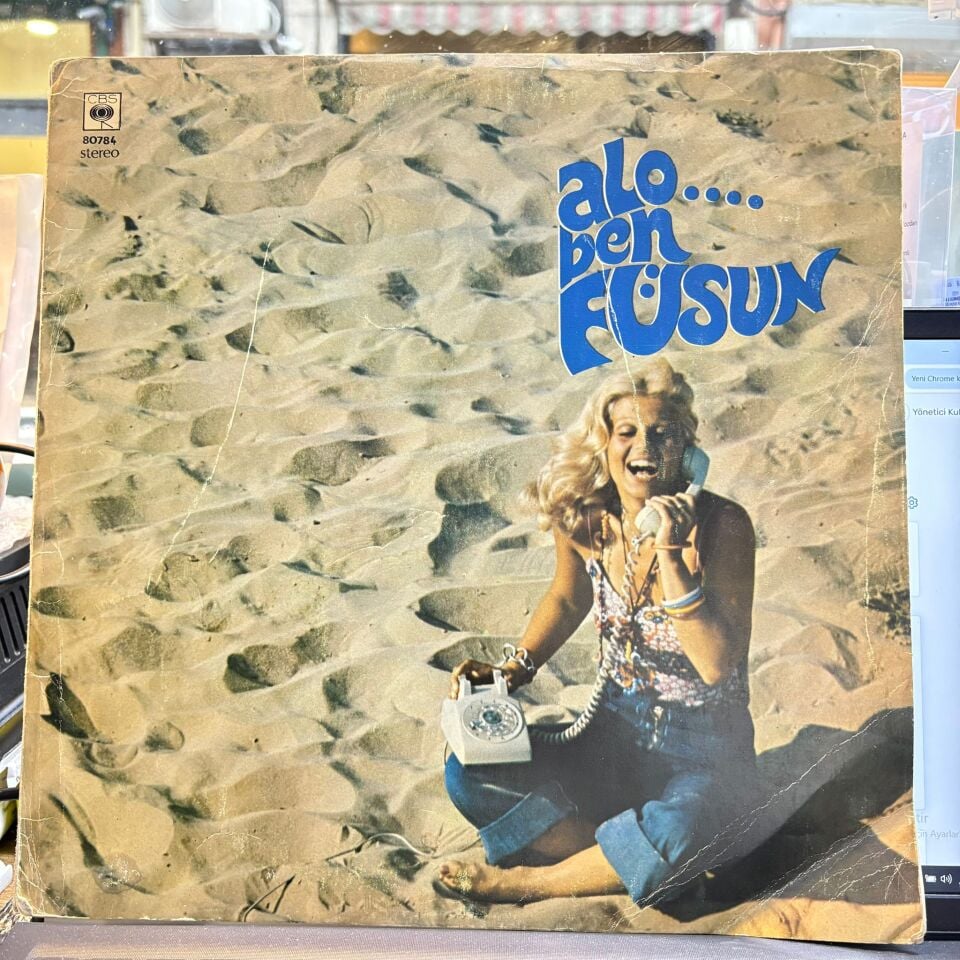 CBS
80784
stereo
alo....
ben
FÜSUN
Yeni Chrome
Yönetici